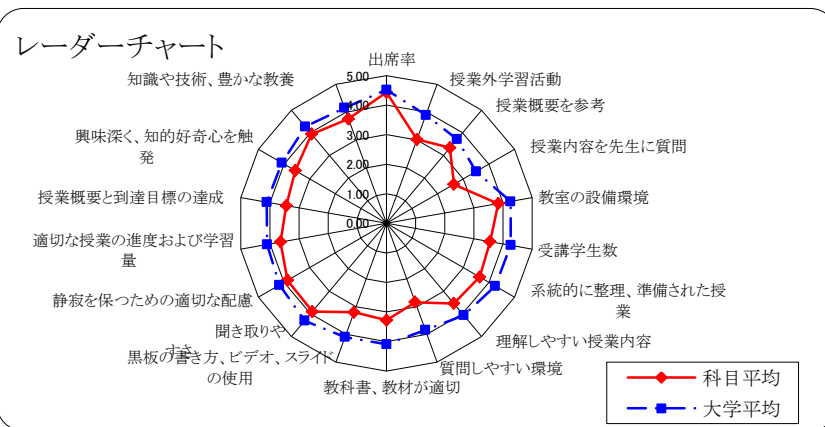 レーダーチャート
出席率
授業外学習活動
授業概要を参考
授業内容を先生に質問
教室の設備環境
受講学生数
系統的に整理、準備された授
業
理解しやすい授業内容
質問しやすい環境
教科書、教材が適切
黒板の書き方、ビデオ、スライド
の使用
聞き取りや
すさ
静寂を保つための適切な配慮
適切な授業の進度および学習
量
授業概要と到達目標の達成
興味深く、知的好奇心を触
発
知識や技術、豊かな教養
5.00
4.00
3.00
2.00
1.00
0.00
科目平均
大学平均